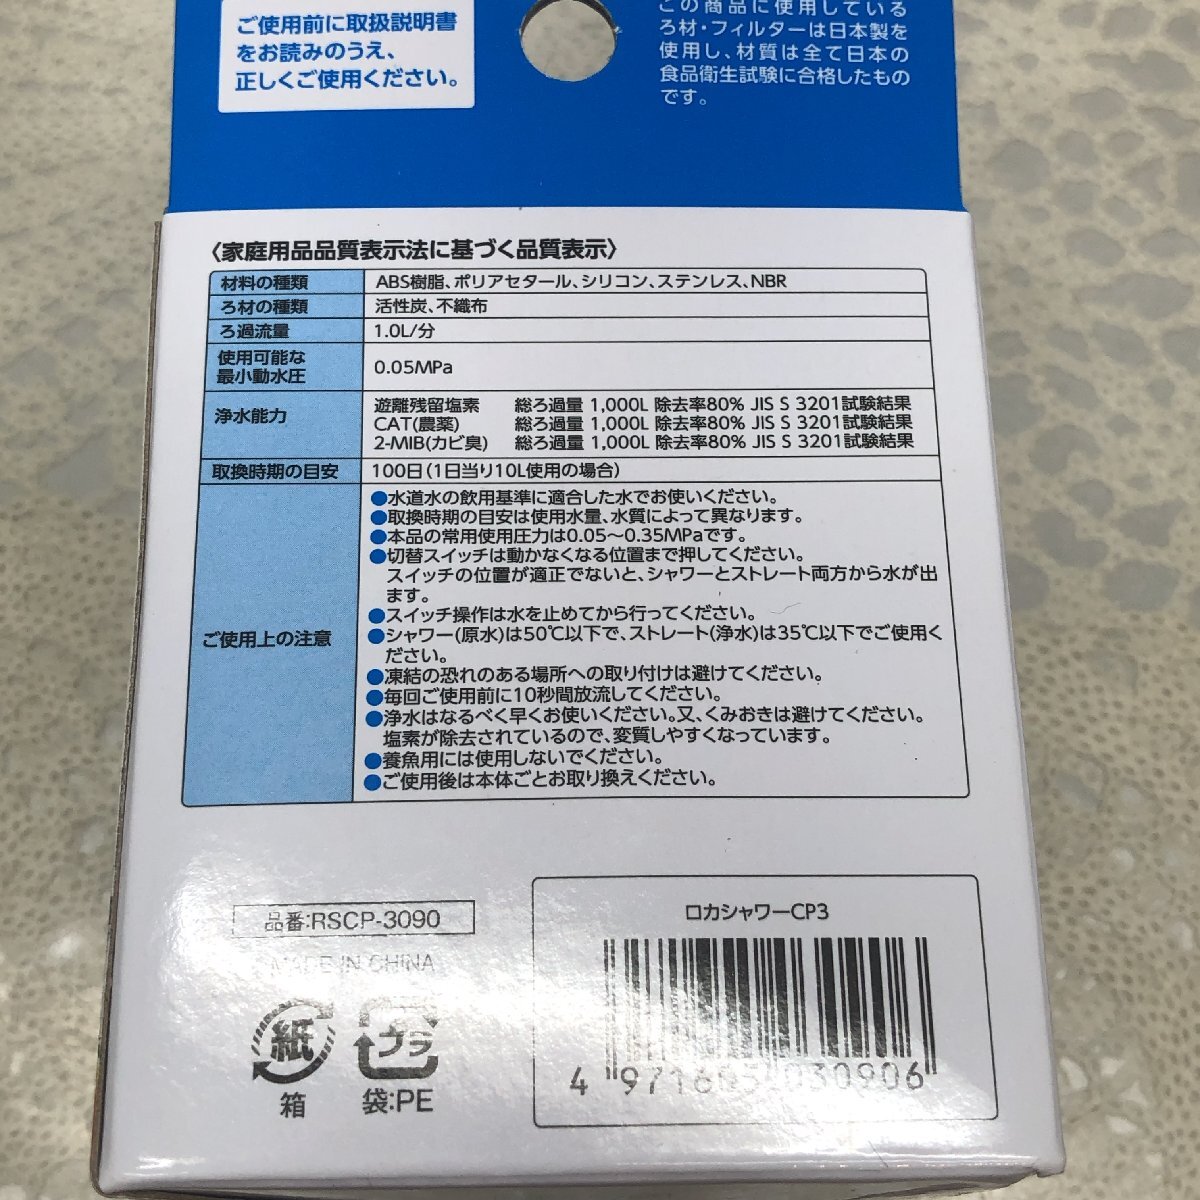 ご使用前に取扱説明書
をお読みのうえ、
正しくご使用ください。
この商品に使用している
ろ材・フィルターは日本製を
使用し、材質は全て日本の
食品衛生試験に合格したもの
です。
〈家庭用品品質表示法に基づく品質表示〉
材料の種類 ABS樹脂、ポリアセタール、シリコン、ステンレス、NBR
ろ材の種類 活性炭、不織布
ろ過流量 1.0L/分
使用可能な
最小動水圧 0.05MPa
浄水能力
遊離残留塩素 総ろ過量 1,000L 除去率80% JIS S 3201試験結果
CAT(農薬) 総ろ過量 1,000L 除去率80% JIS S 3201試験結果
2-MIB(カビ臭) 総ろ過量 1,000L 除去率80% JIS S 3201試験結果
取換時期の目安 100日(1日当り10L使用の場合)
ご使用上の注意
●水道水の飲用基準に適合した水でお使いください。
●取換時期の目安は使用水量、水質によって異なります。
●本品の常用使用圧力は0.05〜0.35MPaです。
●切替スイッチは動かなくなる位置まで押してください。
スイッチの位置が適正でないと、シャワーとストレート両方から水が出
ます。
●スイッチ操作は水を止めてから行ってください。
●シャワー(原水)は50℃以下で、ストレート(浄水)は35℃以下でご使用く
ださい。
●凍結の恐れのある場所への取り付けは避けてください。
●毎回ご使用前に10秒間放流してください。
●浄水はなるべく早くお使いください。又、くみおきは避けてください。
塩素が除去されているので、変質しやすくなっています。
●養魚用には使用しないでください。
●ご使用後は本体ごとお取り換えください。
品番:RSCP-3090
MADE IN CHINA
紙
箱
プラ
袋:PE
ロカシャワーCP3